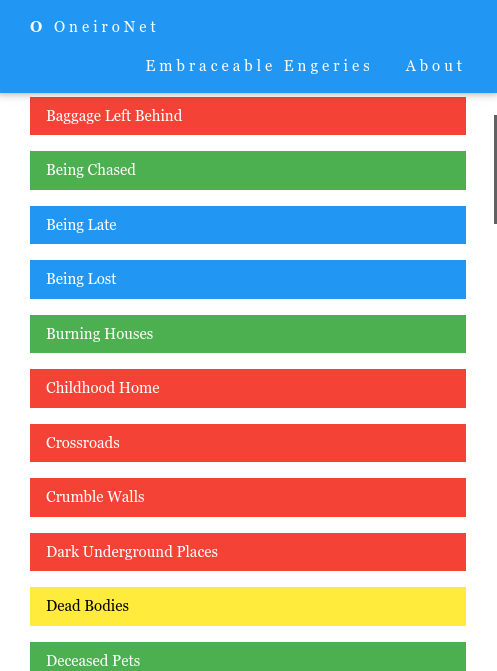 O OneiroNet
Embraceable Engeries About
Baggage Left Behind
Being Chased
Being Late
Being Lost
Burning Houses
Childhood Home
Crossroads
Crumble Walls
Dark Underground Places
Dead Bodies
Deceased Pets